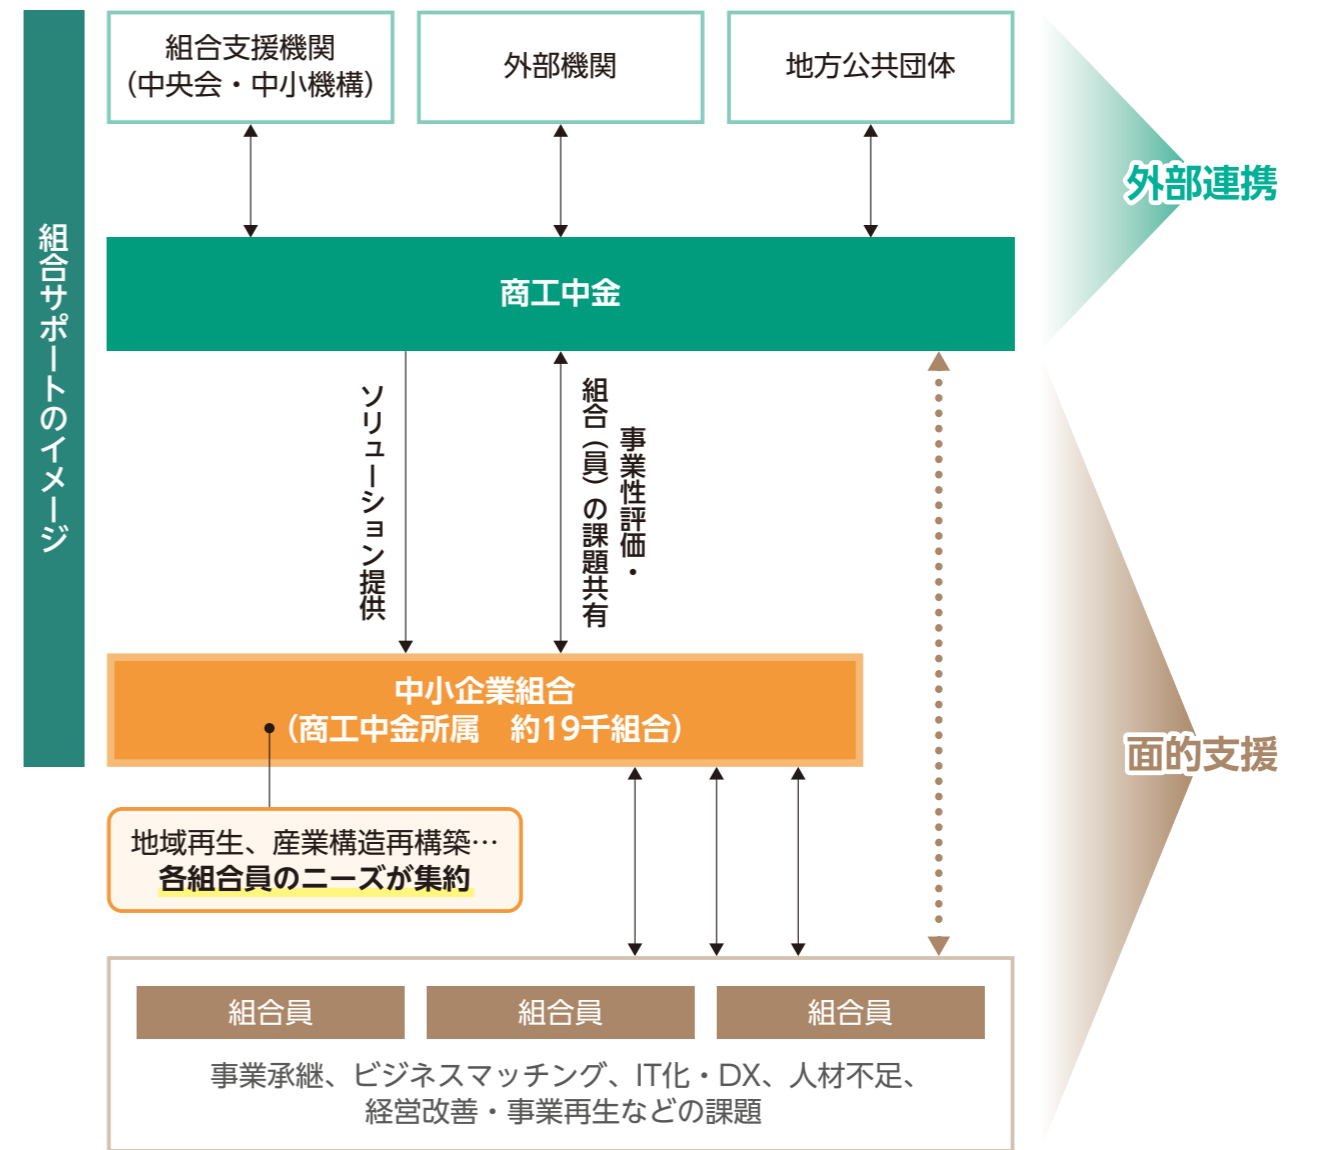 組合サポートのイメージ
組合支援機関
（中央会・中小機構）
外部機関
地方公共団体
外部連携
商工中金
ソリューション提供
事業性評価・
組合（員）の課題共有
中小企業組合
（商工中金所属　約19千組合）
面的支援
地域再生、産業構造再構築…
各組合員のニーズが集約
組合員
組合員
組合員
事業承継、ビジネスマッチング、IT化・DX、人材不足、
経営改善・事業再生などの課題